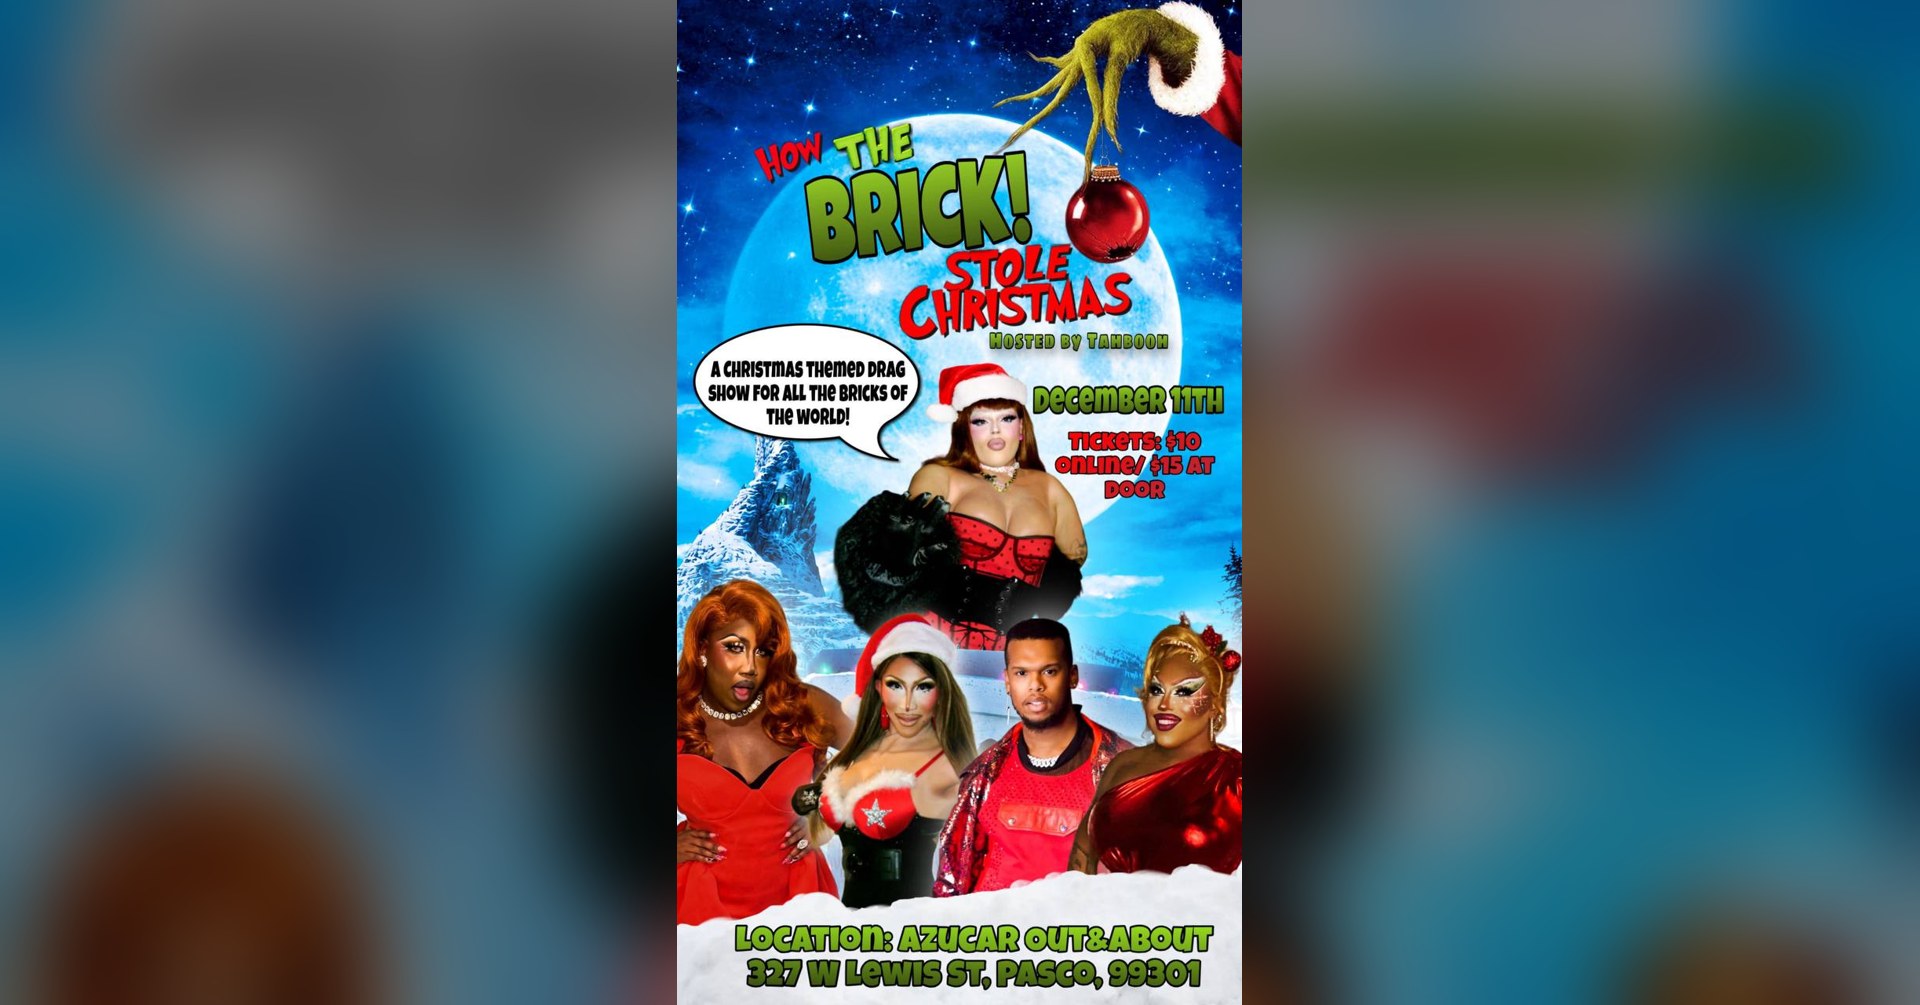 HOW THE
BRICK!
STOLE
CHRISTMAS
HOSTED BY TAHBOOH
A CHRISTMAS THEMED DRAG
SHOW FOR ALL THE BRICKS OF
THE WORLD!
DECEMBER 11TH
TICKETS: $10
ONLINE/ $15 AT
DOOR
LOCATION: AZUCAR OUT&ABOUT
327 W LEWIS ST, PASCO, 99301